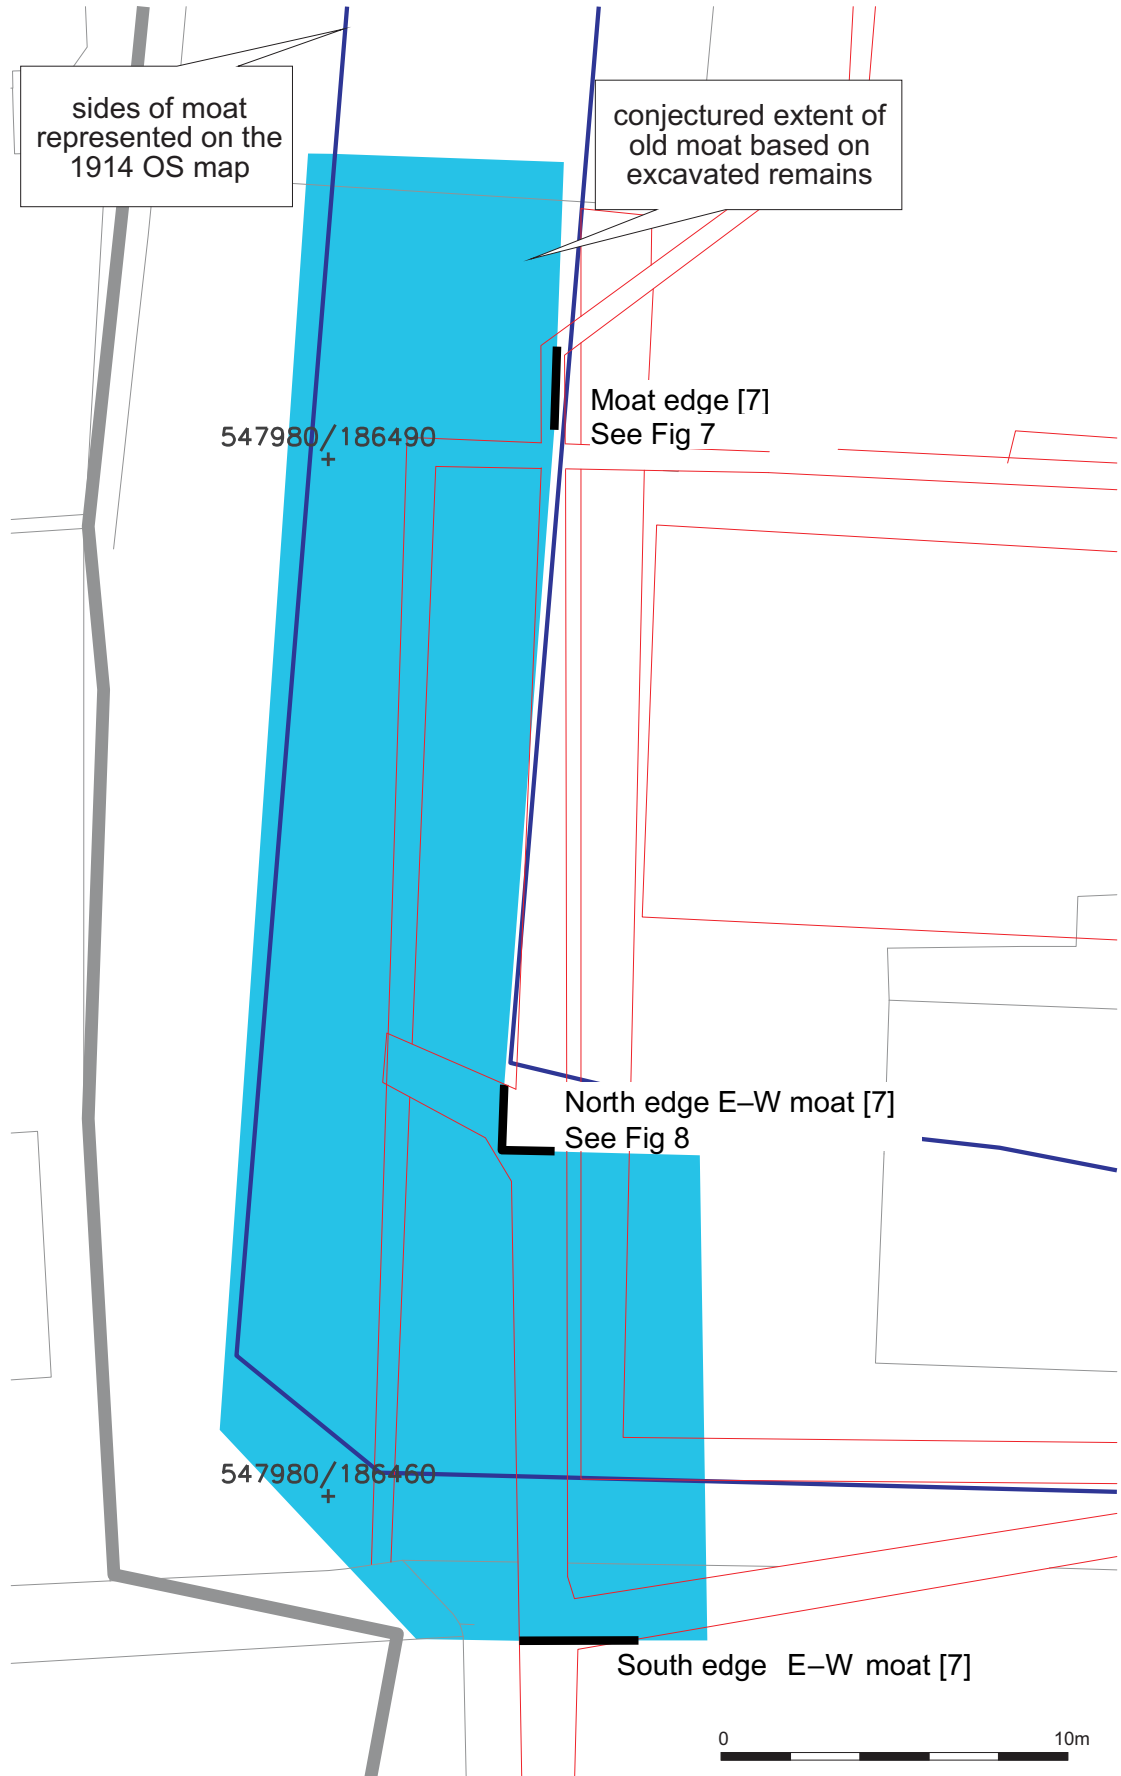 sides of moat
represented on the
1914 OS map
conjectured extent of
old moat based on
excavated remains
Moat edge [7]
See Fig 7
547980/186490
North edge E–W moat [7]
See Fig 8
547980/186460
South edge E–W moat [7]
0 10m